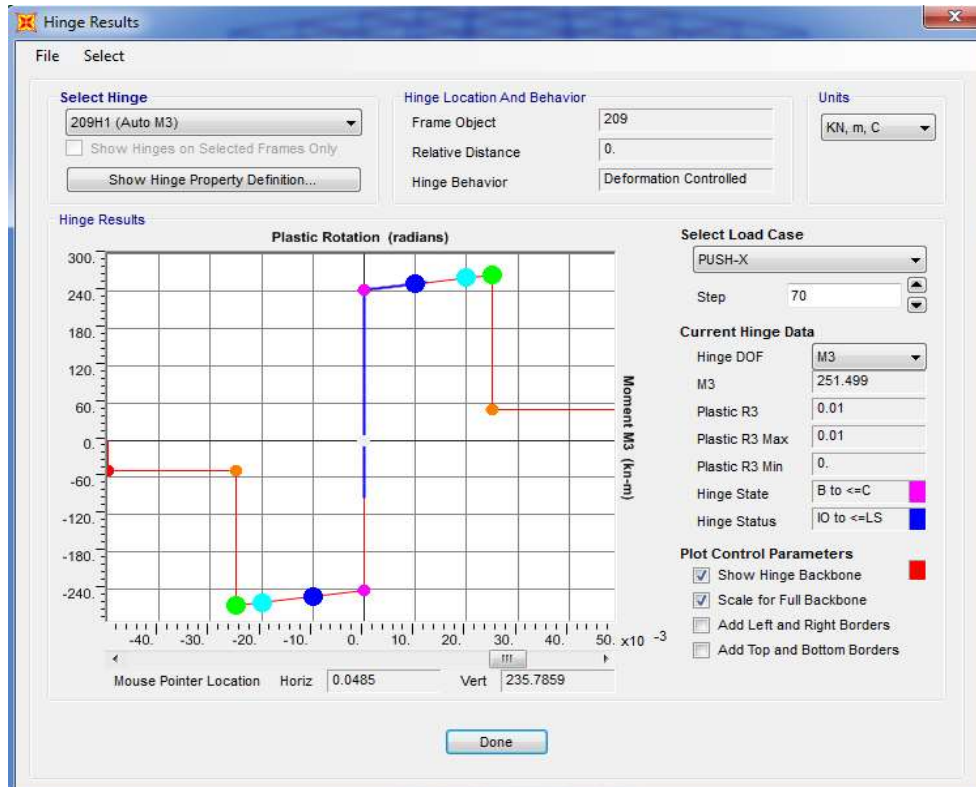 Hinge Results
File Select
Select Hinge
209H1 (Auto M3)
Show Hinges on Selected Frames Only
Show Hinge Property Definition...
Hinge Location And Behavior
Frame Object 209
Relative Distance 0.
Hinge Behavior Deformation Controlled
Units
KN, m, C
Hinge Results
Plastic Rotation (radians)
300.
240.
180.
120.
60.
0.
-60.
-120.
-180.
-240.
Moment M3 (kn-m)
-40. -30. -20. -10. 0. 10. 20. 30. 40. 50. x10 -3
Mouse Pointer Location Horiz 0.0485 Vert 235.7859
Select Load Case
PUSH-X
Step 70
Current Hinge Data
Hinge DOF M3
M3 251.499
Plastic R3 0.01
Plastic R3 Max 0.01
Plastic R3 Min 0.
Hinge State B to <=C
Hinge Status IO to <=LS
Plot Control Parameters
Show Hinge Backbone
Scale for Full Backbone
Add Left and Right Borders
Add Top and Bottom Borders
Done